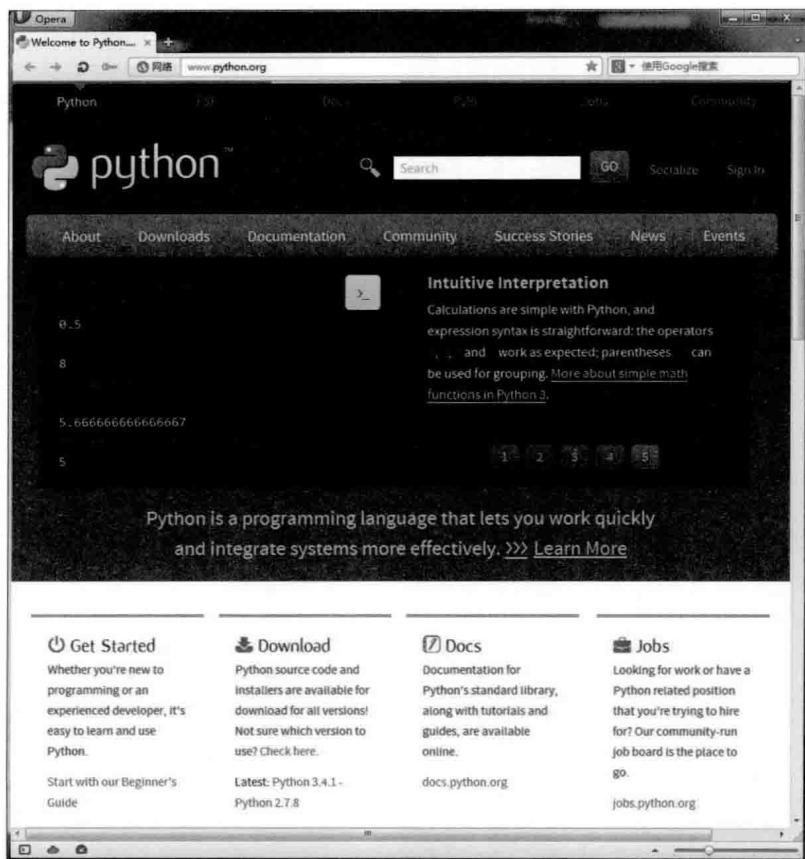 Opera
Welcome to Python....
网络 www.python.org 使用Google搜索
Python PSF Docs PyPI Jobs Community
python™
Search GO Socialize Sign In
About Downloads Documentation Community Success Stories News Events
>_
0.5
8
5.666666666666667
5
Intuitive Interpretation
Calculations are simple with Python, and
expression syntax is straightforward: the operators
, , and work as expected; parentheses can
be used for grouping. More about simple math
functions in Python 3.
1 2 3 4 5
Python is a programming language that lets you work quickly
and integrate systems more effectively. >>> Learn More
Get Started
Whether you're new to
programming or an
experienced developer, it's
easy to learn and use
Python.
Start with our Beginner's
Guide
Download
Python source code and
installers are available for
download for all versions!
Not sure which version to
use? Check here.
Latest: Python 3.4.1 -
Python 2.7.8
Docs
Documentation for
Python's standard library,
along with tutorials and
guides, are available
online.
docs.python.org
Jobs
Looking for work or have a
Python related position
that you're trying to hire
for? Our community-run
job board is the place to
go.
jobs.python.org